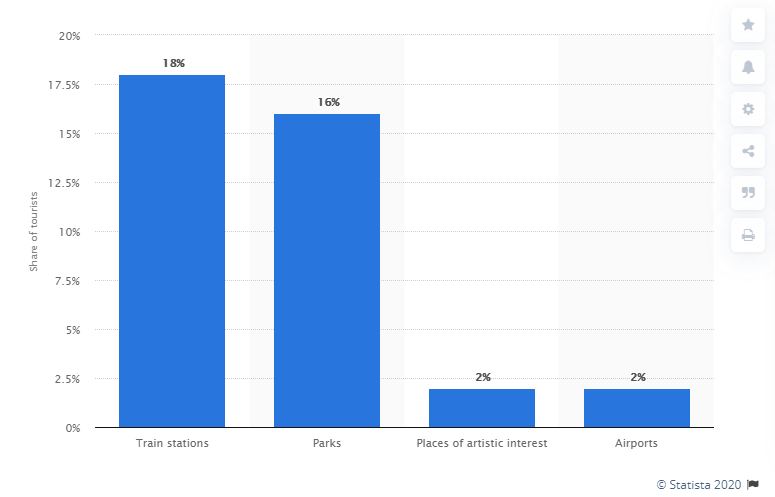 20%
17.5%
15%
12.5%
10%
7.5%
5%
2.5%
0%
Share of tourists
18%
16%
2%
2%
Train stations
Parks
Places of artistic interest
Airports
© Statista 2020